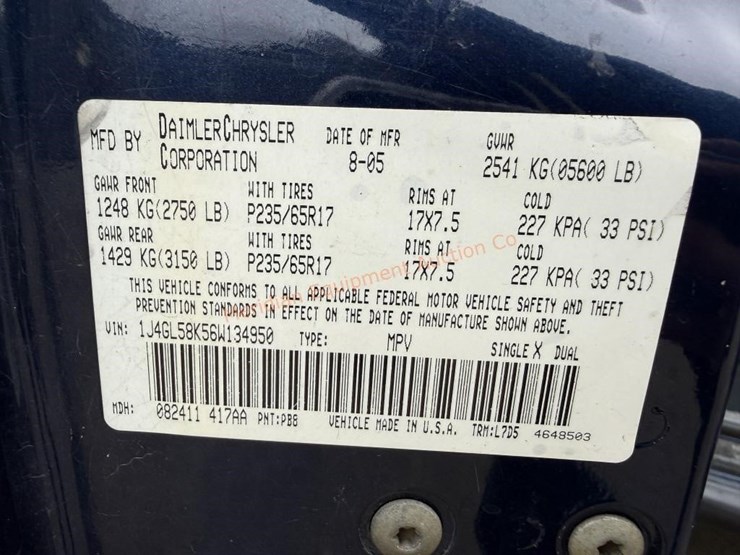 MFD BY DAIMLERCHRYSLER CORPORATION
DATE OF MFR 8-05
GVWR 2541 KG(05600 LB)
GAWR FRONT WITH TIRES RIMS AT COLD
1248 KG(2750 LB) P235/65R17 17X7.5 227 KPA( 33 PSI)
GAWR REAR WITH TIRES RIMS AT COLD
1429 KG(3150 LB) P235/65R17 17X7.5 227 KPA( 33 PSI)
THIS VEHICLE CONFORMS TO ALL APPLICABLE FEDERAL MOTOR VEHICLE SAFETY AND THEFT
PREVENTION STANDARDS IN EFFECT ON THE DATE OF MANUFACTURE SHOWN ABOVE.
VIN: 1J4GL58K56W134950 TYPE: MPV SINGLE X DUAL
MDH: 082411 417AA PNT:PB8 VEHICLE MADE IN U.S.A. TRM:L7D5 4648503
Equipment Auction Co